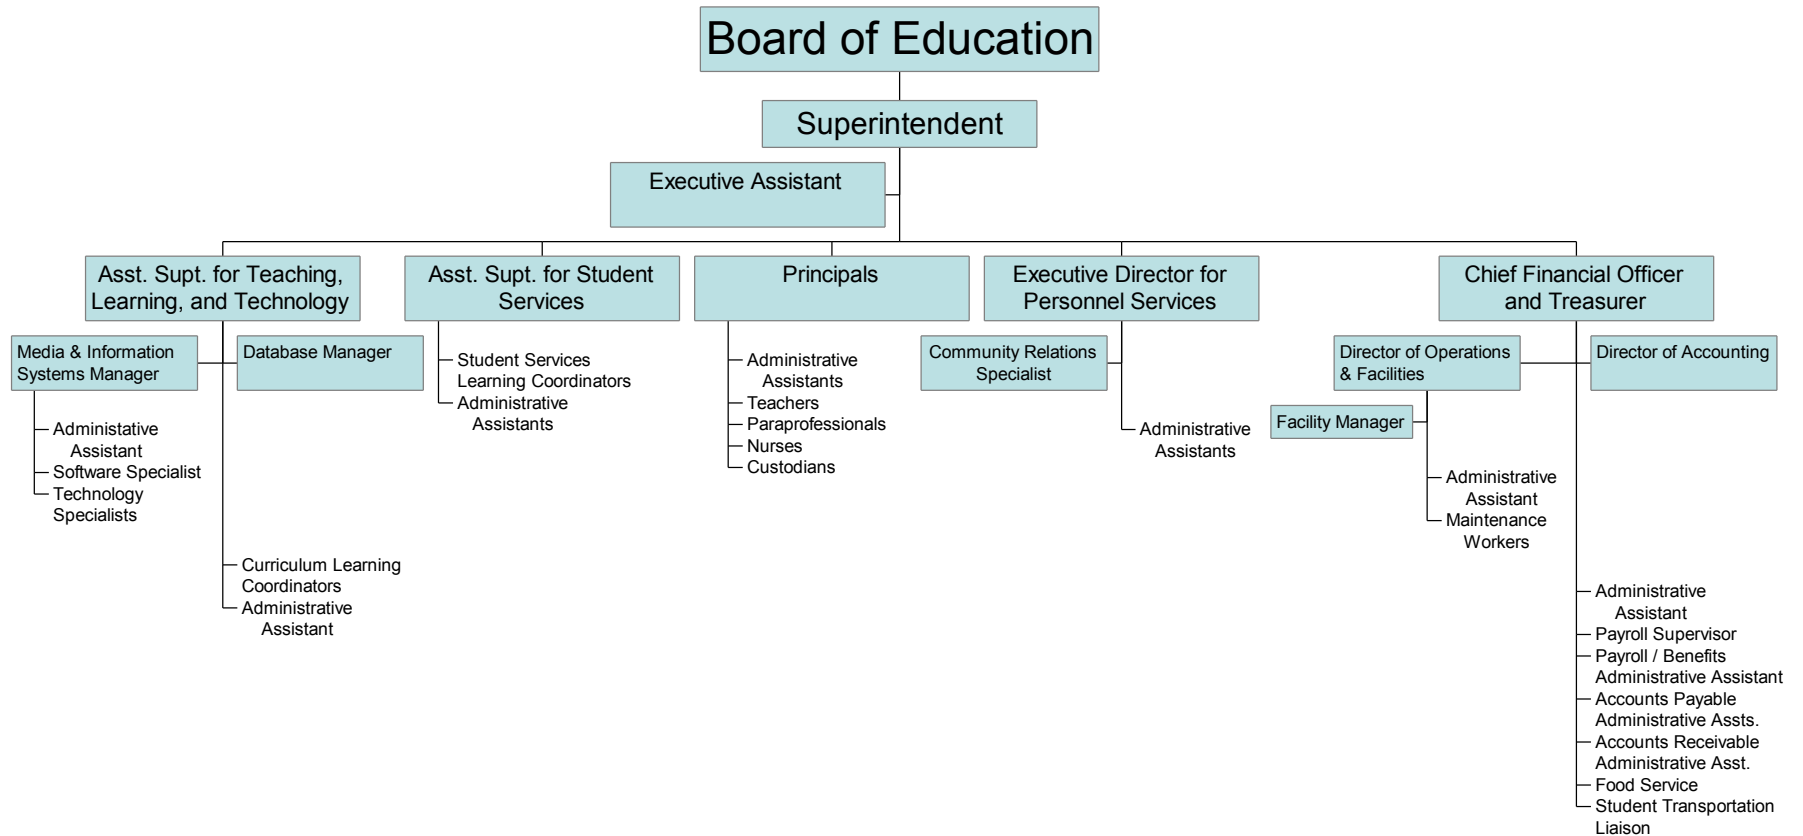 Board of Education
Superintendent
Executive Assistant
Asst. Supt. for Teaching,
Learning, and Technology
Asst. Supt. for Student
Services
Principals
Executive Director for
Personnel Services
Chief Financial Officer
and Treasurer
Media & Information
Systems Manager
Database Manager
Administative
Assistant
Software Specialist
Technology
Specialists
Curriculum Learning
Coordinators
Administrative
Assistant
Student Services
Learning Coordinators
Administrative
Assistants
Administrative
Assistants
Teachers
Paraprofessionals
Nurses
Custodians
Community Relations
Specialist
Administrative
Assistants
Director of Operations
& Facilities
Director of Accounting
Facility Manager
Administrative
Assistant
Maintenance
Workers
Administrative
Assistant
Payroll Supervisor
Payroll / Benefits
Administrative Assistant
Accounts Payable
Administrative Assts.
Accounts Receivable
Administrative Asst.
Food Service
Student Transportation
Liaison